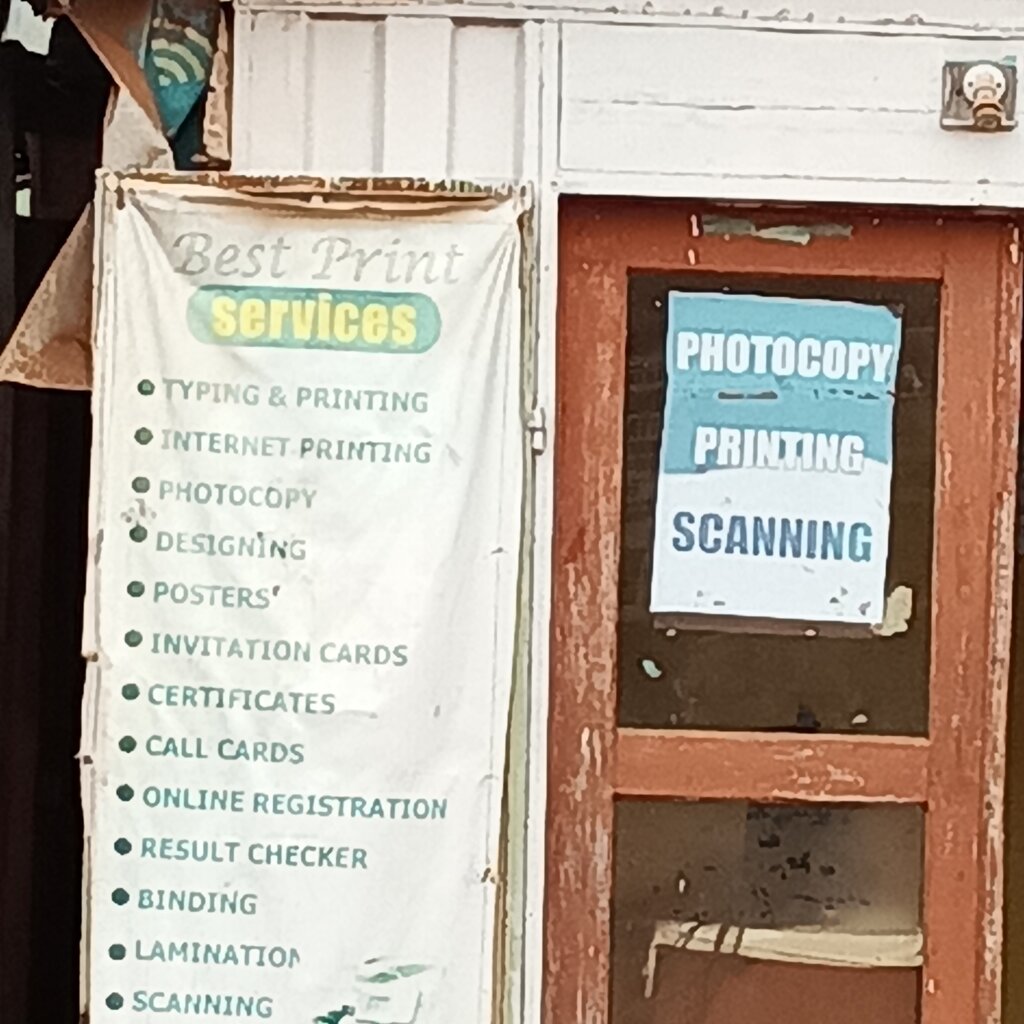 Best Print
services
TYPING & PRINTING
INTERNET PRINTING
PHOTOCOPY
DESIGNING
POSTERS
INVITATION CARDS
CERTIFICATES
CALL CARDS
ONLINE REGISTRATION
RESULT CHECKER
BINDING
LAMINATION
SCANNING
PHOTOCOPY
PRINTING
SCANNING